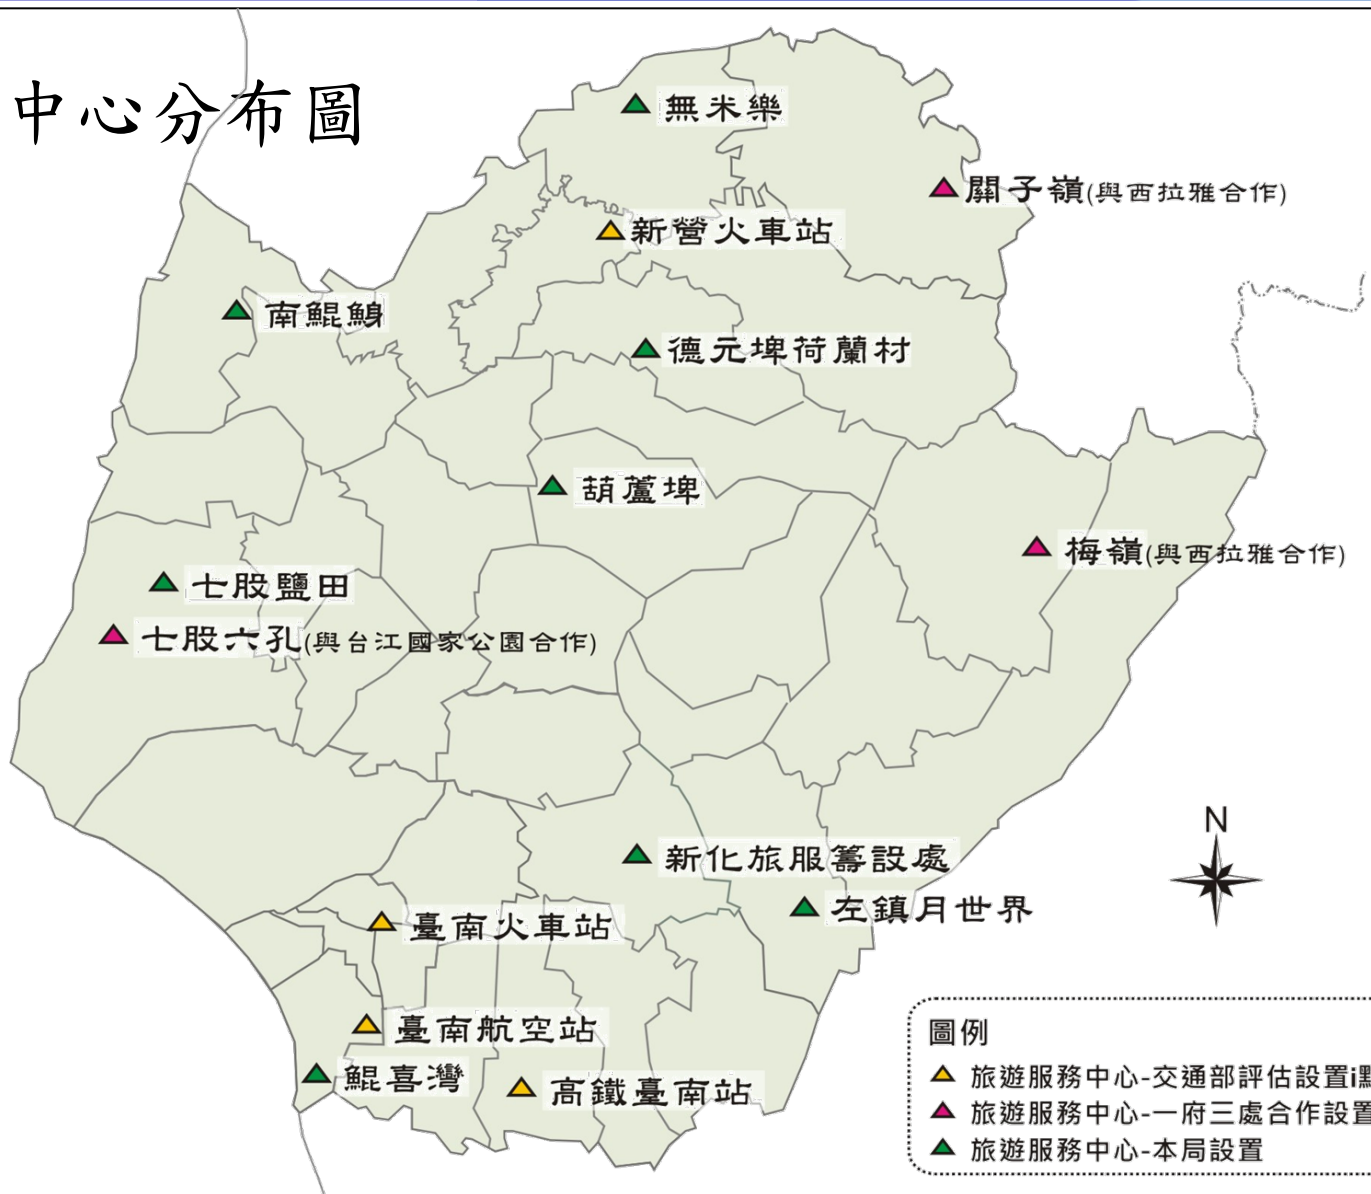 中心分布圖
無米樂
關子嶺(與西拉雅合作)
新營火車站
南鯤鯓
德元埤荷蘭村
葫蘆埤
梅嶺(與西拉雅合作)
七股鹽田
七股六孔(與台江國家公園合作)
新化旅服籌設處
左鎮月世界
臺南火車站
臺南航空站
鯤喜灣
高鐵臺南站
N
圖例
旅遊服務中心-交通部評估設置i
旅遊服務中心-一府三處合作設置
旅遊服務中心-本局設置